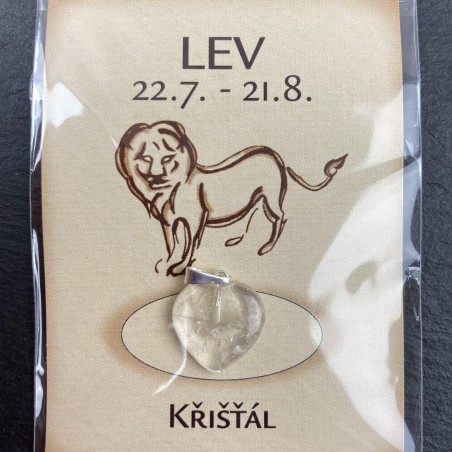 LEV
22.7. - 21.8.
KŘIŠŤÁL